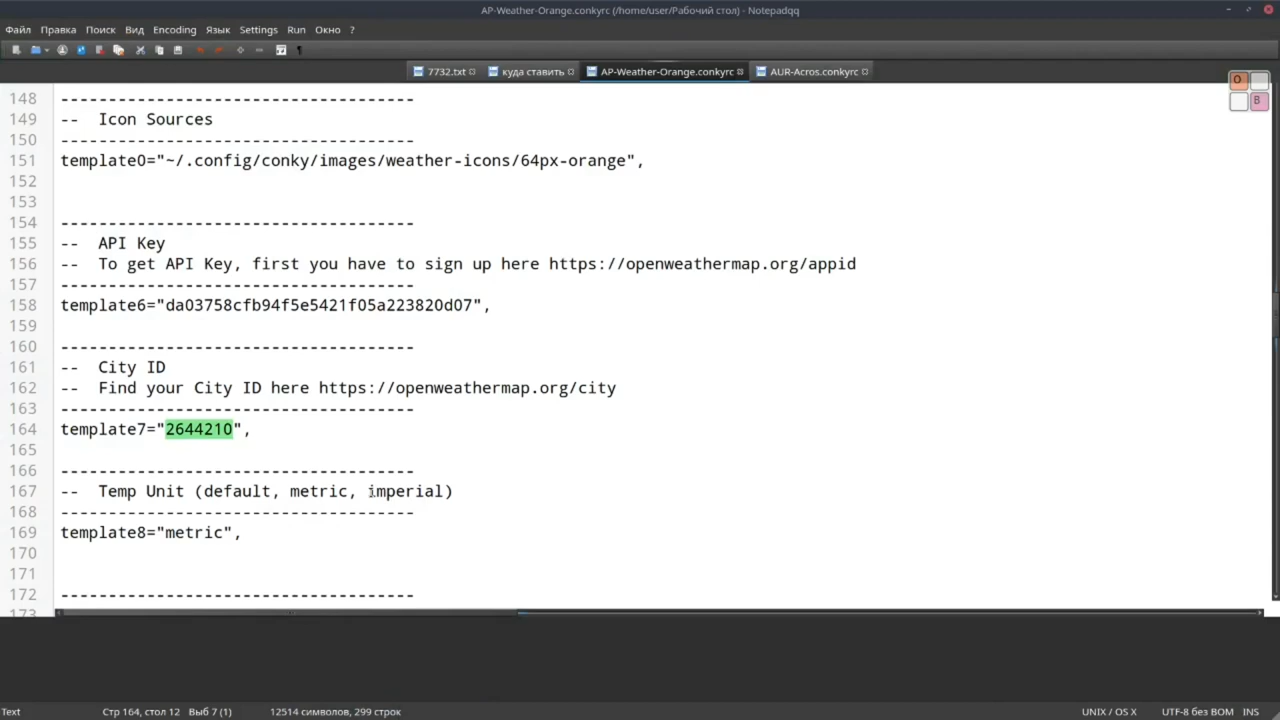 AP-Weather-Orange.conkyrc (/home/user/Рабочий стол) - Notepadqq
Файл Правка Поиск Вид Encoding Язык Settings Run Окно ?
7732.txt куда ставить AP-Weather-Orange.conkyrc AUR-Acros.conkyrc
O
B
148 -------------------------------------
149 -- Icon Sources
150 -------------------------------------
151 template0="~/.config/conky/images/weather-icons/64px-orange",
152
153
154 -------------------------------------
155 -- API Key
156 -- To get API Key, first you have to sign up here https://openweathermap.org/appid
157 -------------------------------------
158 template6="da03758cfb94f5e5421f05a223820d07",
159
160 -------------------------------------
161 -- City ID
162 -- Find your City ID here https://openweathermap.org/city
163 -------------------------------------
164 template7="2644210",
165
166 -------------------------------------
167 -- Temp Unit (default, metric, imperial)
168 -------------------------------------
169 template8="metric",
170
171
172 -------------------------------------
173
Text Стр 164, стол 12 Выб 7 (1) 12514 символов, 299 строк UNIX / OS X UTF-8 без BOM INS